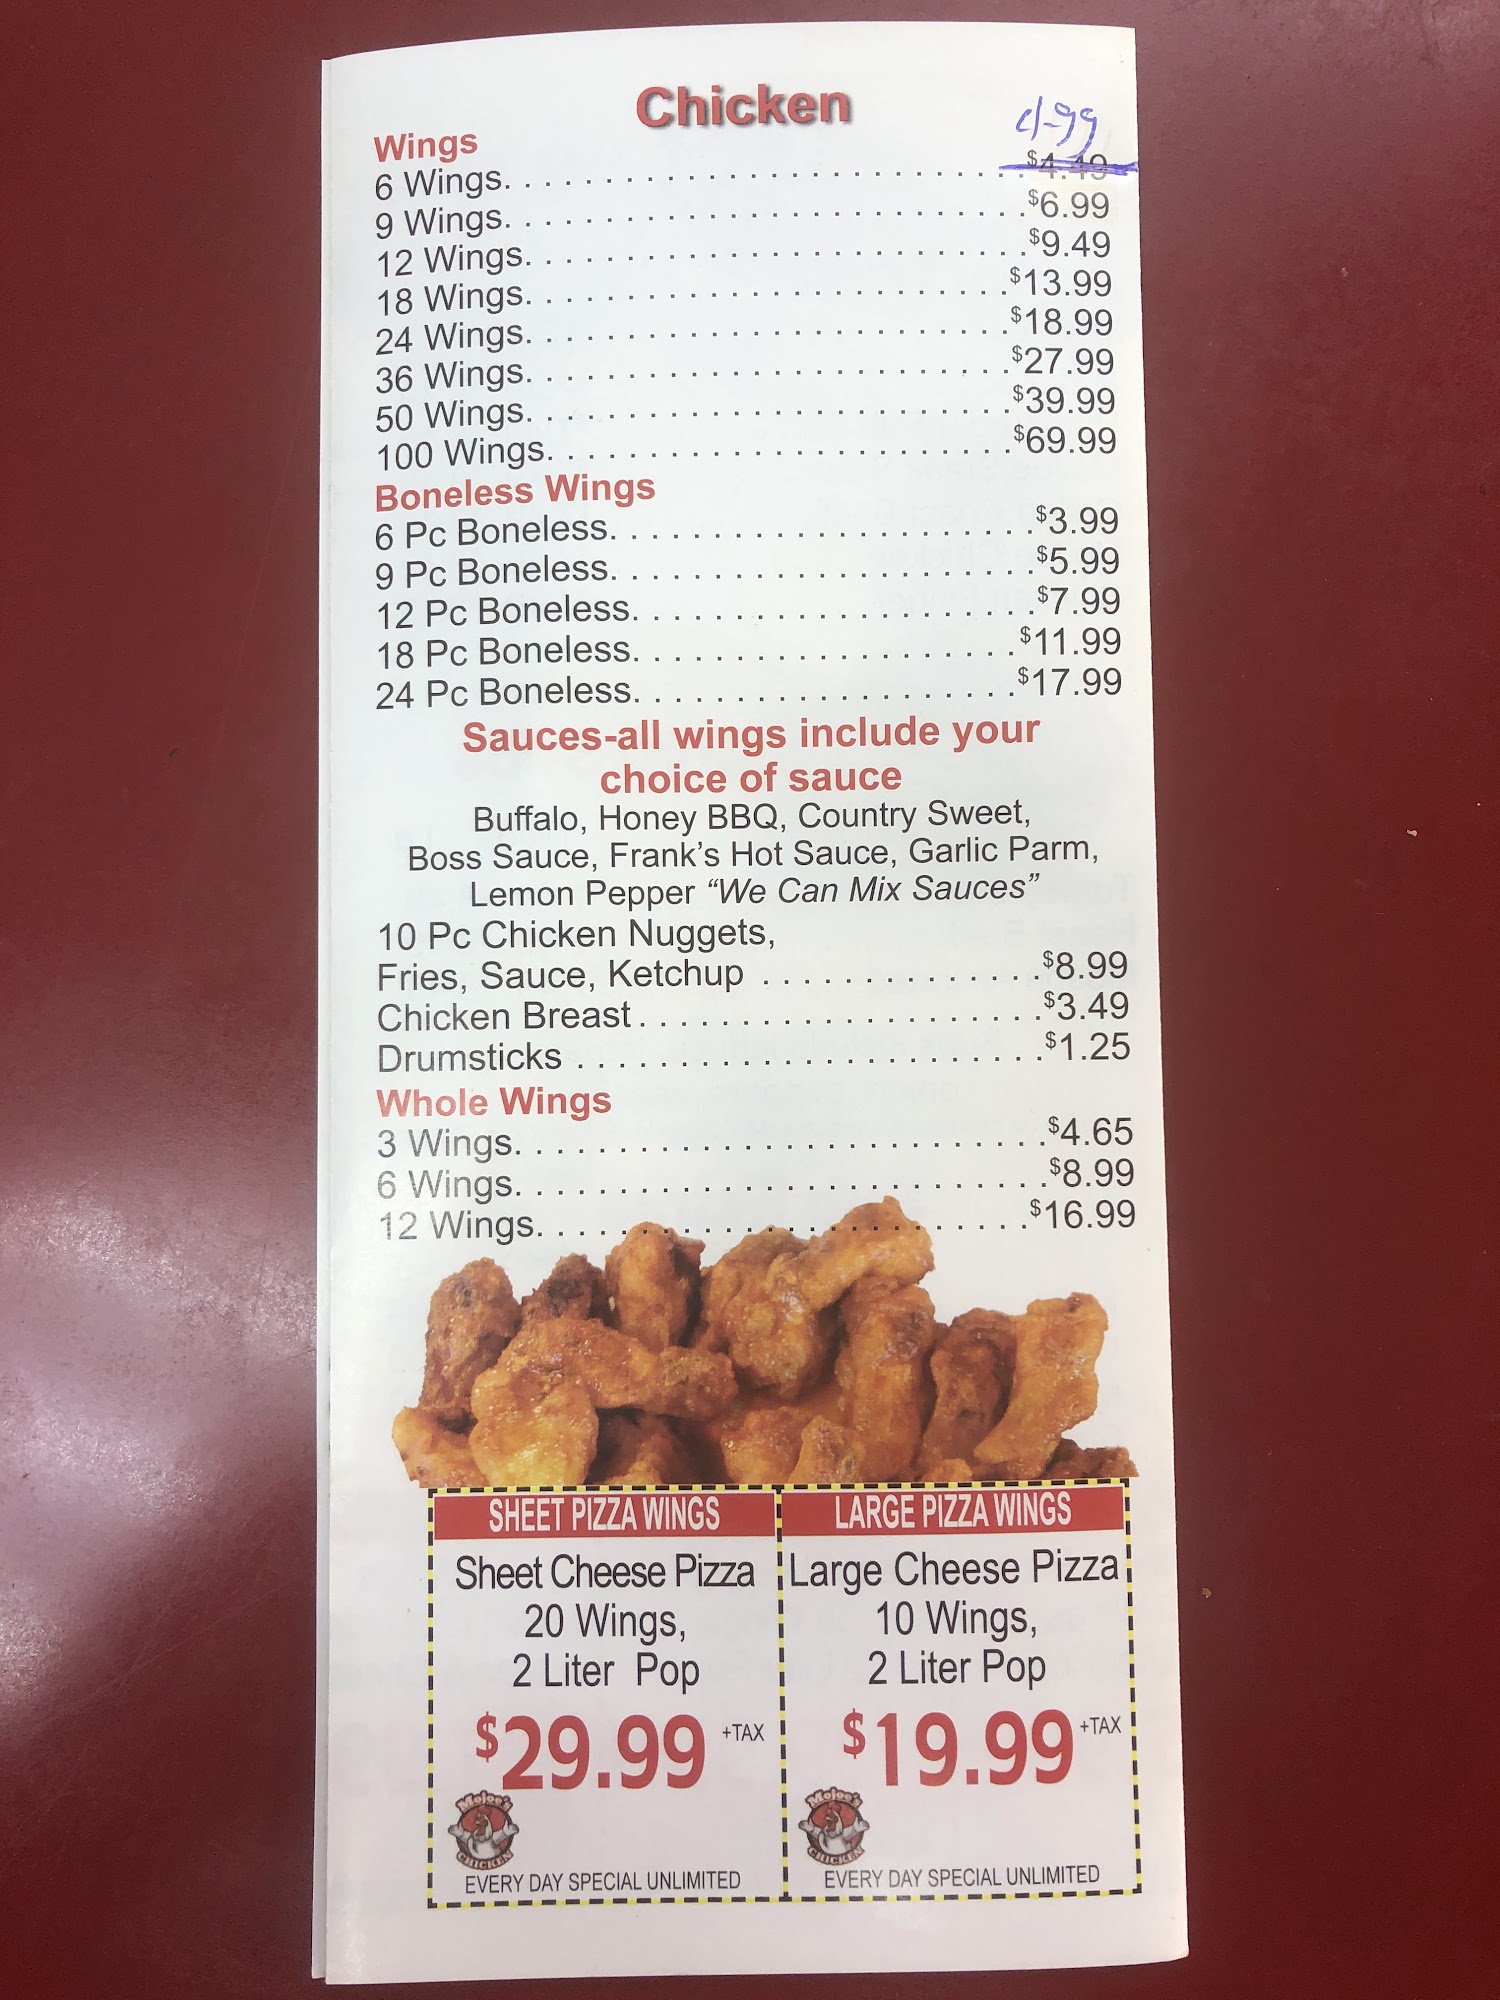 Chicken
4-99
Wings
6 Wings. . . . . . . . . . . . . . . . . . . . . . . . . . $4.49
9 Wings. . . . . . . . . . . . . . . . . . . . . . . . . . $6.99
12 Wings. . . . . . . . . . . . . . . . . . . . . . . . . $9.49
18 Wings. . . . . . . . . . . . . . . . . . . . . . . . $13.99
24 Wings. . . . . . . . . . . . . . . . . . . . . . . . $18.99
36 Wings. . . . . . . . . . . . . . . . . . . . . . . . $27.99
50 Wings. . . . . . . . . . . . . . . . . . . . . . . . $39.99
100 Wings. . . . . . . . . . . . . . . . . . . . . . . $69.99
Boneless Wings
6 Pc Boneless. . . . . . . . . . . . . . . . . . . . . $3.99
9 Pc Boneless. . . . . . . . . . . . . . . . . . . . . $5.99
12 Pc Boneless. . . . . . . . . . . . . . . . . . . . $7.99
18 Pc Boneless. . . . . . . . . . . . . . . . . . . $11.99
24 Pc Boneless. . . . . . . . . . . . . . . . . . . $17.99
Sauces-all wings include your
choice of sauce
Buffalo, Honey BBQ, Country Sweet,
Boss Sauce, Frank's Hot Sauce, Garlic Parm,
Lemon Pepper "We Can Mix Sauces"
10 Pc Chicken Nuggets,
Fries, Sauce, Ketchup . . . . . . . . . . . . . . $8.99
Chicken Breast . . . . . . . . . . . . . . . . . . . . $3.49
Drumsticks . . . . . . . . . . . . . . . . . . . . . . . $1.25
Whole Wings
3 Wings. . . . . . . . . . . . . . . . . . . . . . . . . . $4.65
6 Wings. . . . . . . . . . . . . . . . . . . . . . . . . . $8.99
12 Wings. . . . . . . . . . . . . . . . . . . . . . . . $16.99
SHEET PIZZA WINGS
Sheet Cheese Pizza
20 Wings,
2 Liter Pop
$29.99 +TAX
Mojoe's
CHICKEN
EVERY DAY SPECIAL UNLIMITED
LARGE PIZZA WINGS
Large Cheese Pizza
10 Wings,
2 Liter Pop
$19.99 +TAX
Mojoe's
CHICKEN
EVERY DAY SPECIAL UNLIMITED